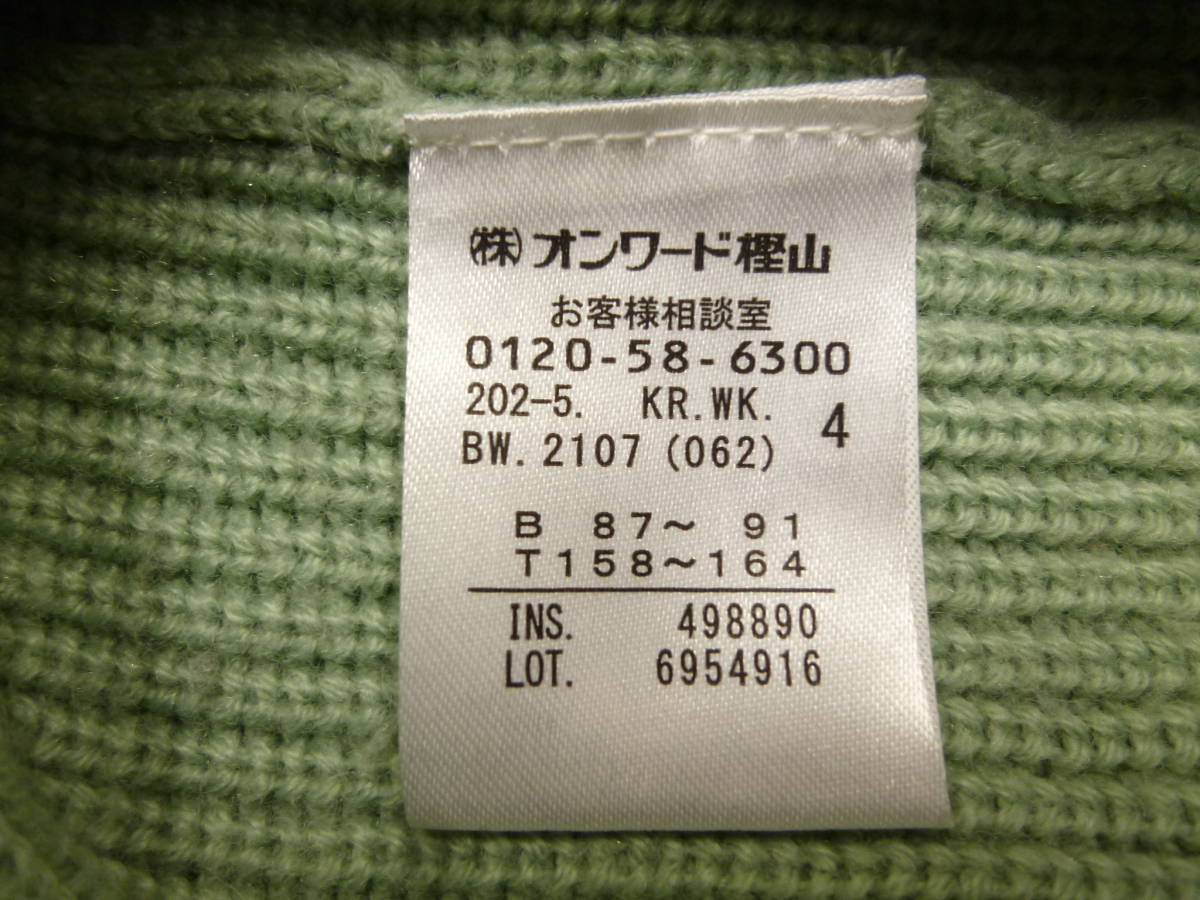 ㈱オンワード樫山
お客様相談室
0120-58-6300
202-5. KR.WK. 4
BW.2107 (062)
B 87～ 91
T158～164
INS. 498890
LOT. 6954916